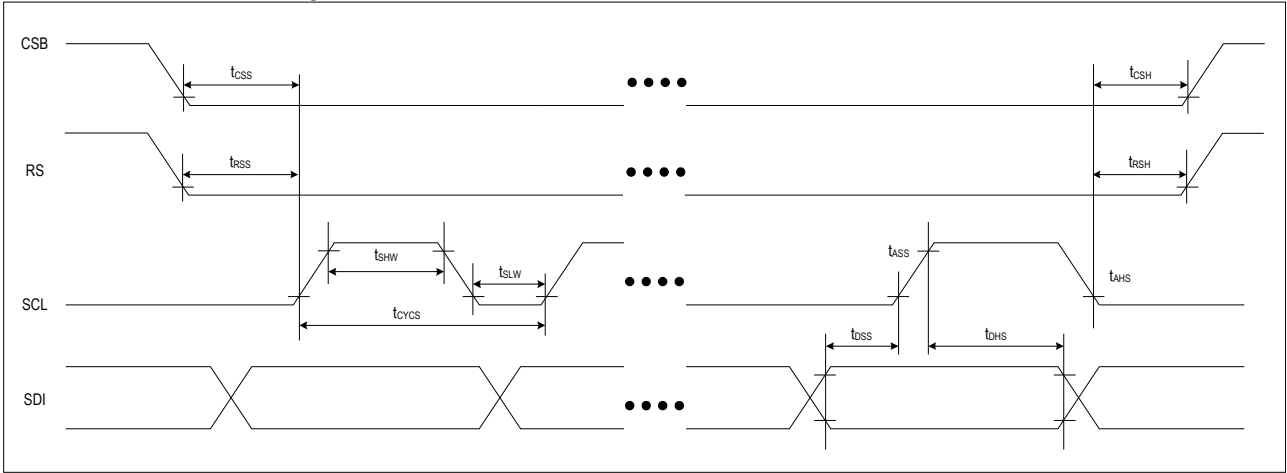 CSB
tCSS
tCSH
RS
tRSS
tRSH
SCL
tSHW
tSLW
tCYCS
tASS
tAHS
SDI
tDSS
tDHS